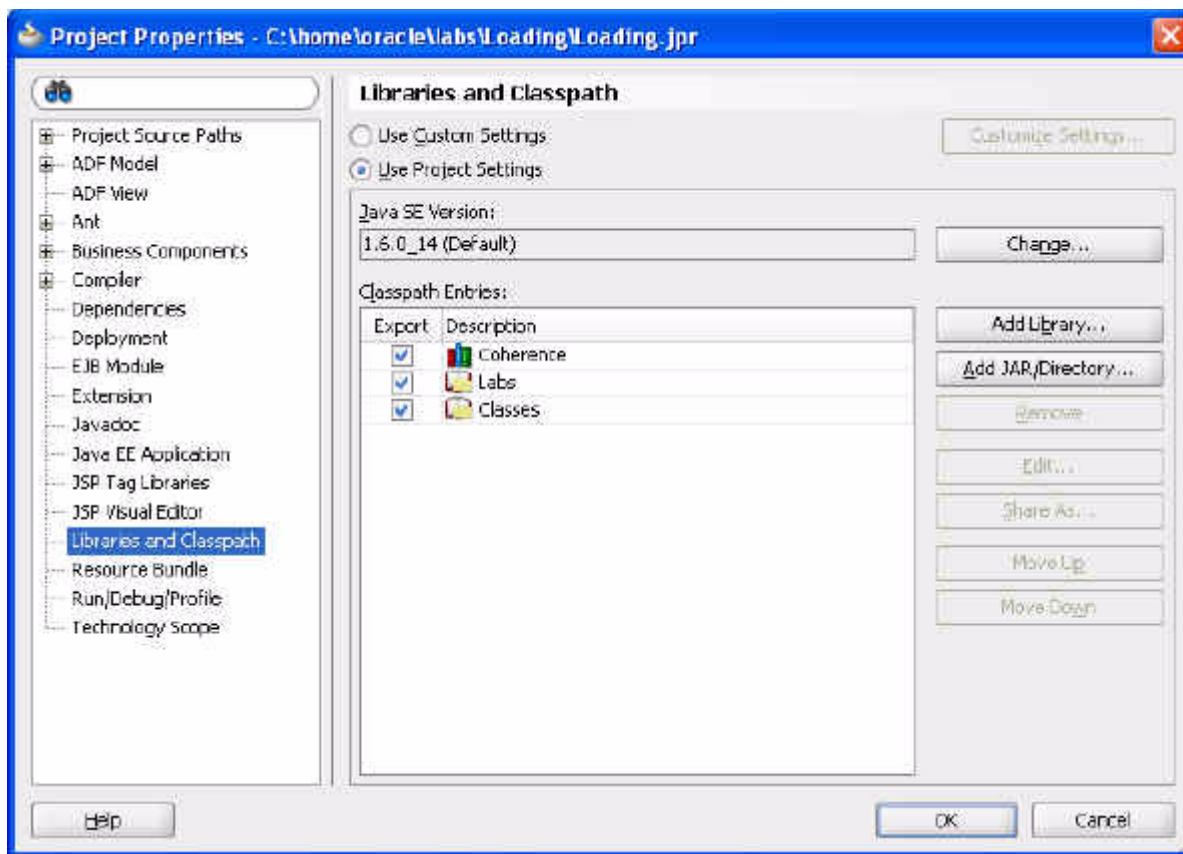 Project Properties - C:\home\oracle\labs\Loading\Loading.jpr
Libraries and Classpath
Project Source Paths
ADF Model
ADF View
Ant
Business Components
Compiler
Dependencies
Deployment
EJB Module
Extension
Javadoc
Java EE Application
JSP Tag Libraries
JSP Visual Editor
Libraries and Classpath
Resource Bundle
Run/Debug/Profile
Technology Scope
Use Custom Settings
Customize Settings...
Use Project Settings
Java SE Version:
1.6.0_14 (Default)
Change...
Classpath Entries:
Export Description
Coherence
Labs
Classes
Add Library...
Add JAR/Directory...
Remove
Edit...
Share As...
Move Up
Move Down
Help
OK
Cancel